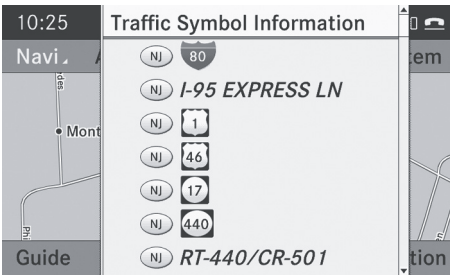 10:25
Traffic Symbol Information
Navi
tem
NJ 80
NJ I-95 EXPRESS LN
NJ 1
Mont
NJ 46
NJ 17
NJ 440
Phi
Guide
NJ RT-440/CR-501
tion